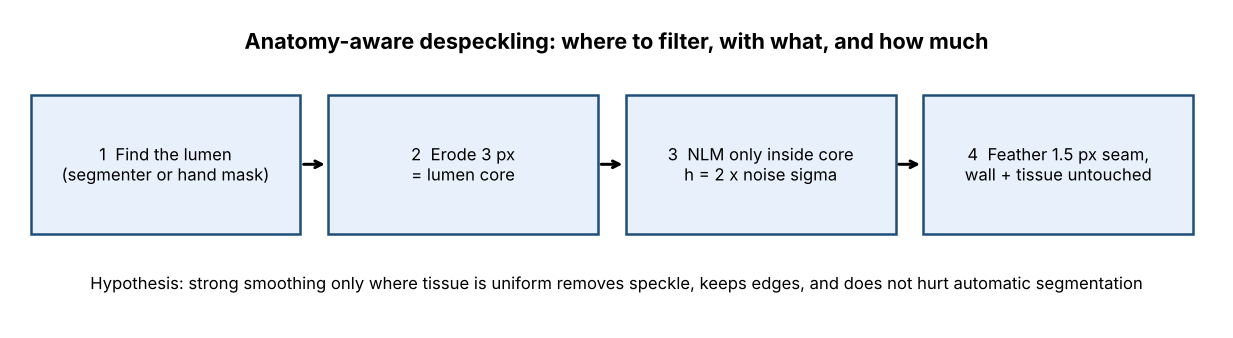 Anatomy-aware despeckling: where to filter, with what, and how much
1 Find the lumen
(segmenter or hand mask)
2 Erode 3 px
= lumen core
3 NLM only inside core
h = 2 x noise sigma
4 Feather 1.5 px seam,
wall + tissue untouched
Hypothesis: strong smoothing only where tissue is uniform removes speckle, keeps edges, and does not hurt automatic segmentation